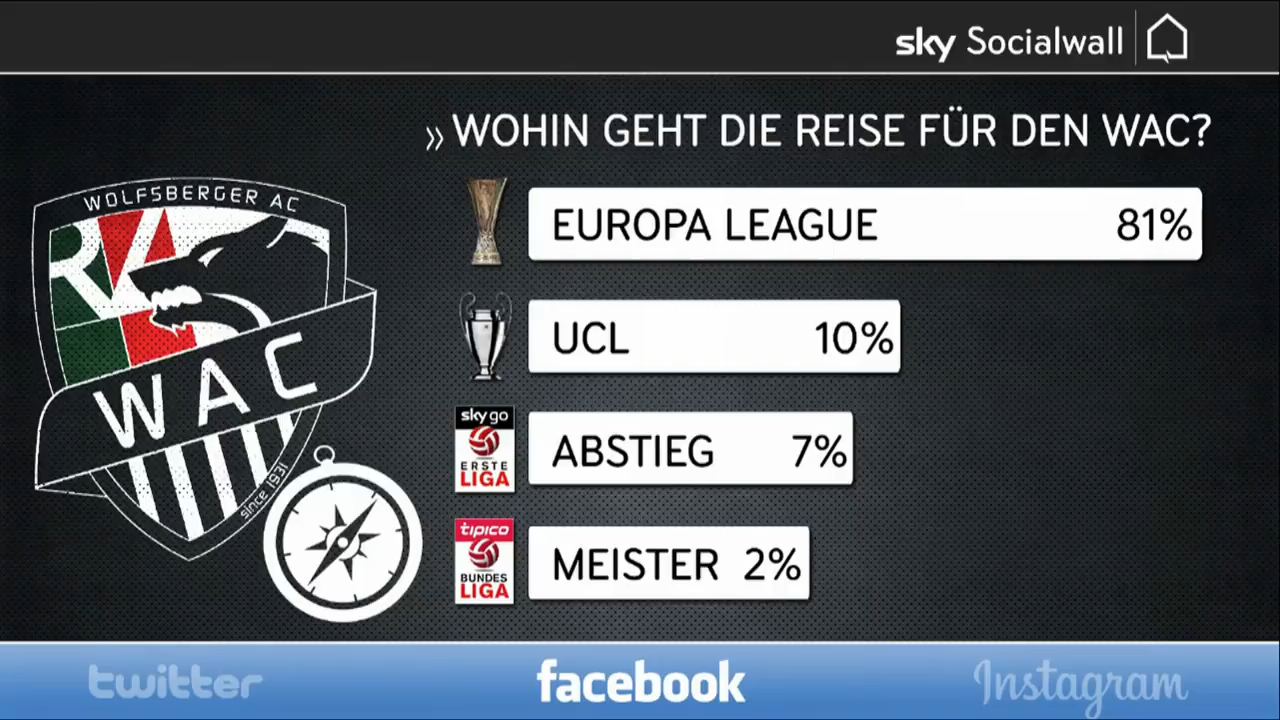 sky Socialwall
» WOHIN GEHT DIE REISE FÜR DEN WAC?
WOLFSBERGER AC
WAC
since 1931
EUROPA LEAGUE 81%
UCL 10%
sky go
ERSTE
LIGA
ABSTIEG 7%
tipico
BUNDES
LIGA
MEISTER 2%
twitter facebook Instagram